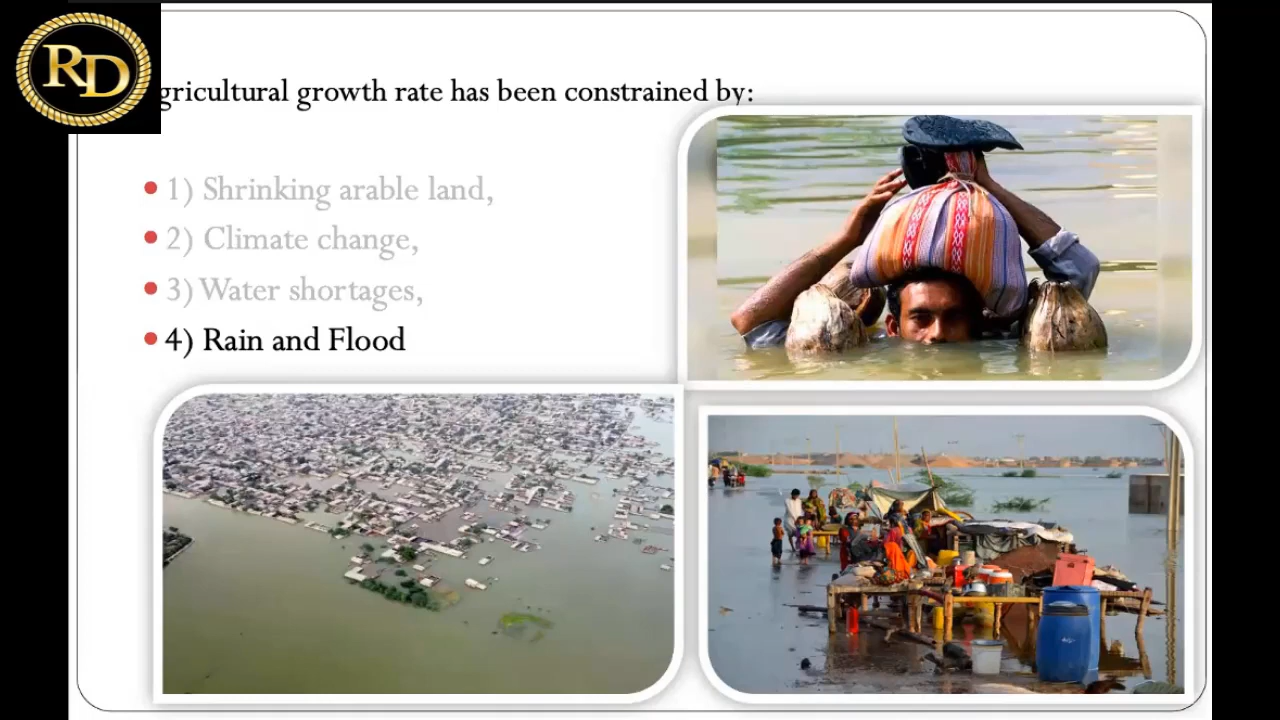 RD
gricultural growth rate has been constrained by:
1) Shrinking arable land,
2) Climate change,
3) Water shortages,
4) Rain and Flood